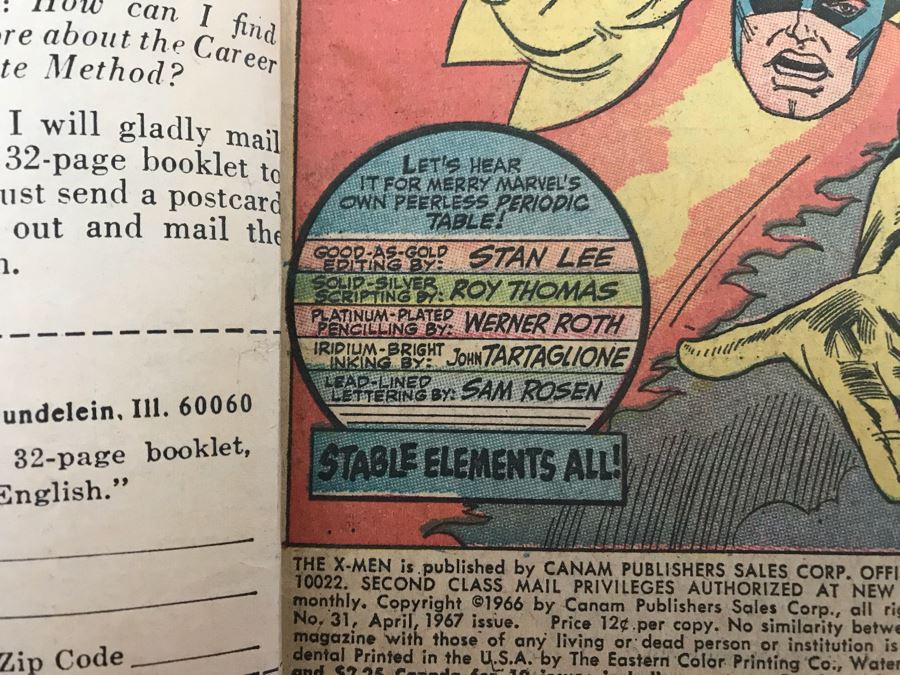 : How can I find
re about the Career
te Method?
I will gladly mail
32-page booklet to
ust send a postcard
out and mail the
n.
undelein, Ill. 60060
32-page booklet,
English."
Zip Code
LET'S HEAR
IT FOR MERRY MARVEL'S
OWN PEERLESS PERIODIC
TABLE!
GOOD-AS-GOLD
EDITING BY: STAN LEE
SOLID-SILVER
SCRIPTING BY: ROY THOMAS
PLATINUM-PLATED
PENCILLING BY: WERNER ROTH
IRIDIUM-BRIGHT
INKING BY: JOHN TARTAGLIONE
LEAD-LINED
LETTERING BY: SAM ROSEN
STABLE ELEMENTS ALL!
THE X-MEN is published by CANAM PUBLISHERS SALES CORP. OFFI
10022. SECOND CLASS MAIL PRIVILEGES AUTHORIZED AT NEW
monthly. Copyright ©1966 by Canam Publishers Sales Corp., all rig
No. 31, April, 1967 issue. Price 12¢ per copy. No similarity betwe
magazine with those of any living or dead person or institution is
dental Printed in the U.S.A. by The Eastern Color Printing Co., Water
and $2.25 Canada for 12